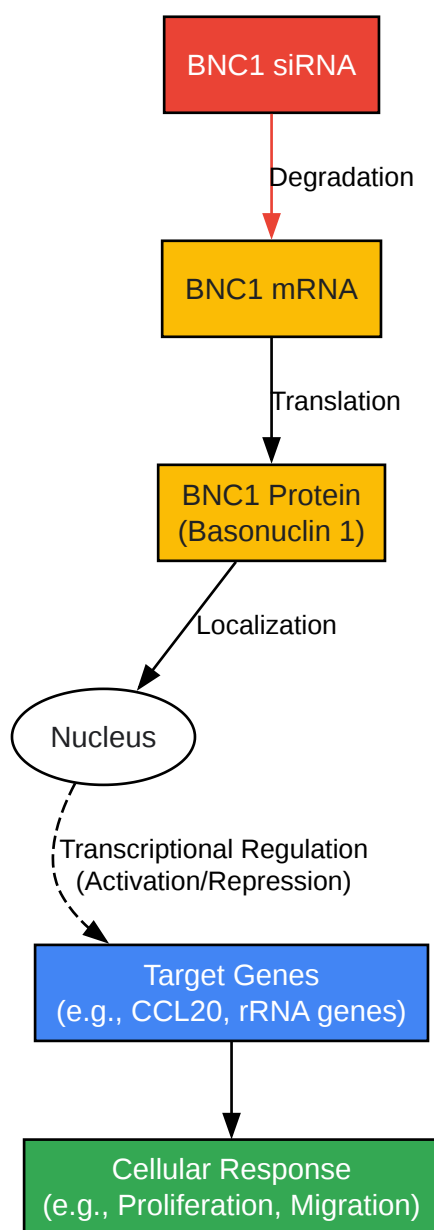 BNC1 siRNA
Degradation
BNC1 mRNA
Translation
BNC1 Protein
(Basonuclin 1)
Localization
Nucleus
Transcriptional Regulation
(Activation/Repression)
Target Genes
(e.g., CCL20, rRNA genes)
Cellular Response
(e.g., Proliferation, Migration)